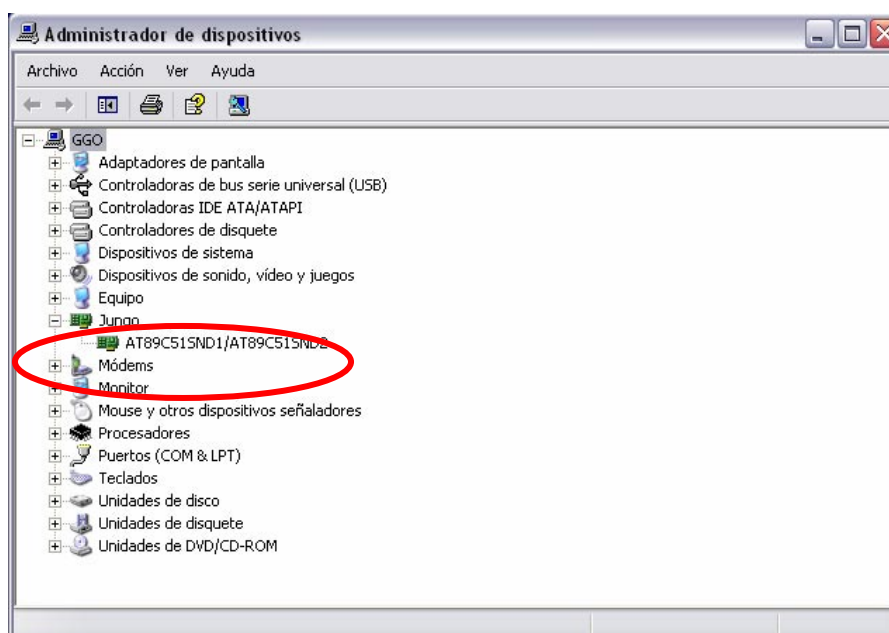 Administrador de dispositivos
Archivo Acción Ver Ayuda
GGO
Adaptadores de pantalla
Controladoras de bus serie universal (USB)
Controladoras IDE ATA/ATAPI
Controladores de disquete
Dispositivos de sistema
Dispositivos de sonido, vídeo y juegos
Equipo
Jungo
AT89C51SND1/AT89C51SND2
Módems
Monitor
Mouse y otros dispositivos señaladores
Procesadores
Puertos (COM & LPT)
Teclados
Unidades de disco
Unidades de disquete
Unidades de DVD/CD-ROM